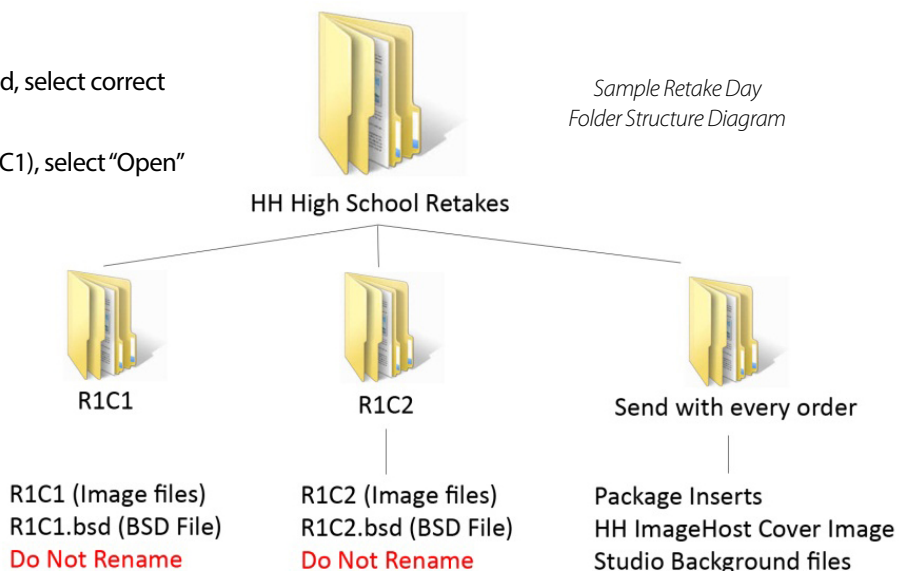 d, select correct
C1), select “Open”
Sample Retake Day
Folder Structure Diagram
HH High School Retakes
R1C1
R1C2
Send with every order
R1C1 (Image files)
R1C1.bsd (BSD File)
Do Not Rename
R1C2 (Image files)
R1C2.bsd (BSD File)
Do Not Rename
Package Inserts
HH ImageHost Cover Image
Studio Background files